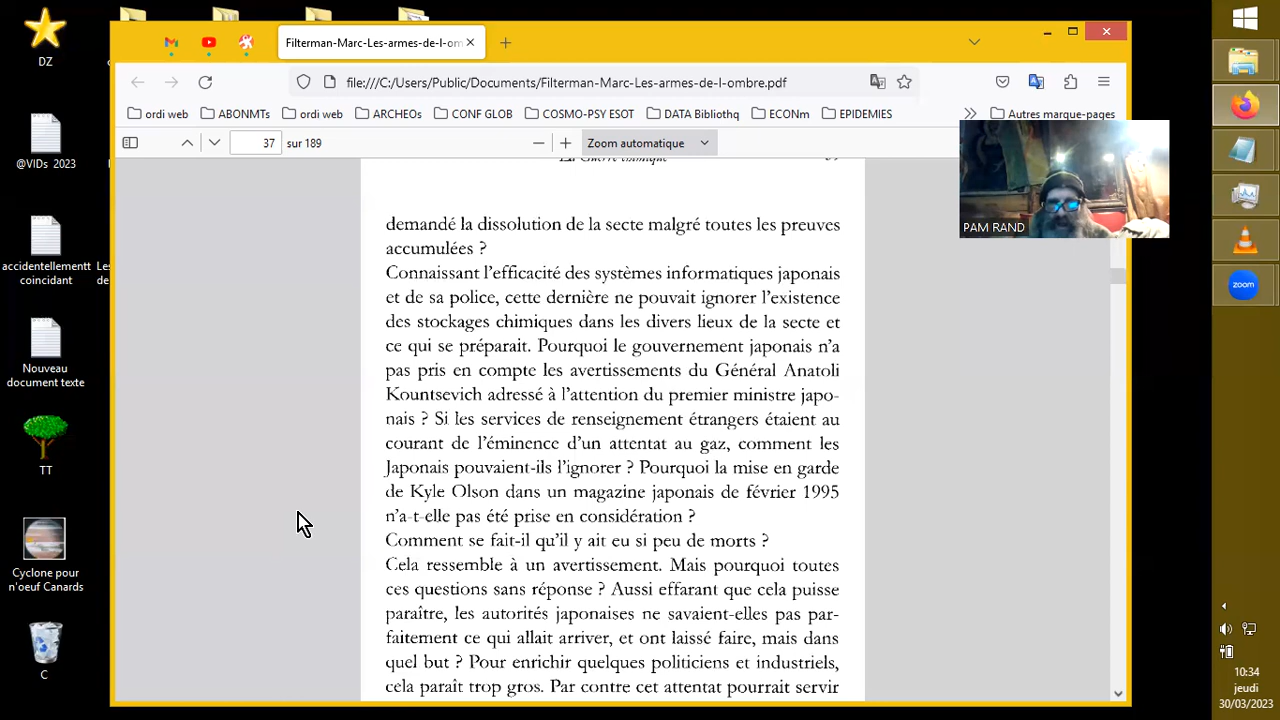 DZ
@VIDs 2023
accidentellementt
coincidant
Nouveau
document texte
TT
Cyclone pour
n'oeuf Canards
C
Filterman-Marc-Les-armes-de-l-om
file:///C:/Users/Public/Documents/Filterman-Marc-Les-armes-de-l-ombre.pdf
ordi web
ABONMTs
ordi web
ARCHEOs
CONF GLOB
COSMO-PSY ESOT
DATA Bibliothq
ECONm
EPIDEMIES
Autres marque-pages
37 sur 189
Zoom automatique
demandé la dissolution de la secte malgré toutes les preuves
accumulées ?
Connaissant l'efficacité des systèmes informatiques japonais
et de sa police, cette dernière ne pouvait ignorer l'existence
des stockages chimiques dans les divers lieux de la secte et
ce qui se préparait. Pourquoi le gouvernement japonais n'a
pas pris en compte les avertissements du Général Anatoli
Kountsevich adressé à l'attention du premier ministre japo-
nais ? Si les services de renseignement étrangers étaient au
courant de l'éminence d'un attentat au gaz, comment les
Japonais pouvaient-ils l'ignorer ? Pourquoi la mise en garde
de Kyle Olson dans un magazine japonais de février 1995
n'a-t-elle pas été prise en considération ?
Comment se fait-il qu'il y ait eu si peu de morts ?
Cela ressemble à un avertissement. Mais pourquoi toutes
ces questions sans réponse ? Aussi effarant que cela puisse
paraître, les autorités japonaises ne savaient-elles pas par-
faitement ce qui allait arriver, et ont laissé faire, mais dans
quel but ? Pour enrichir quelques politiciens et industriels,
cela paraît trop gros. Par contre cet attentat pourrait servir
PAM RAND
zoom
10:34
jeudi
30/03/2023